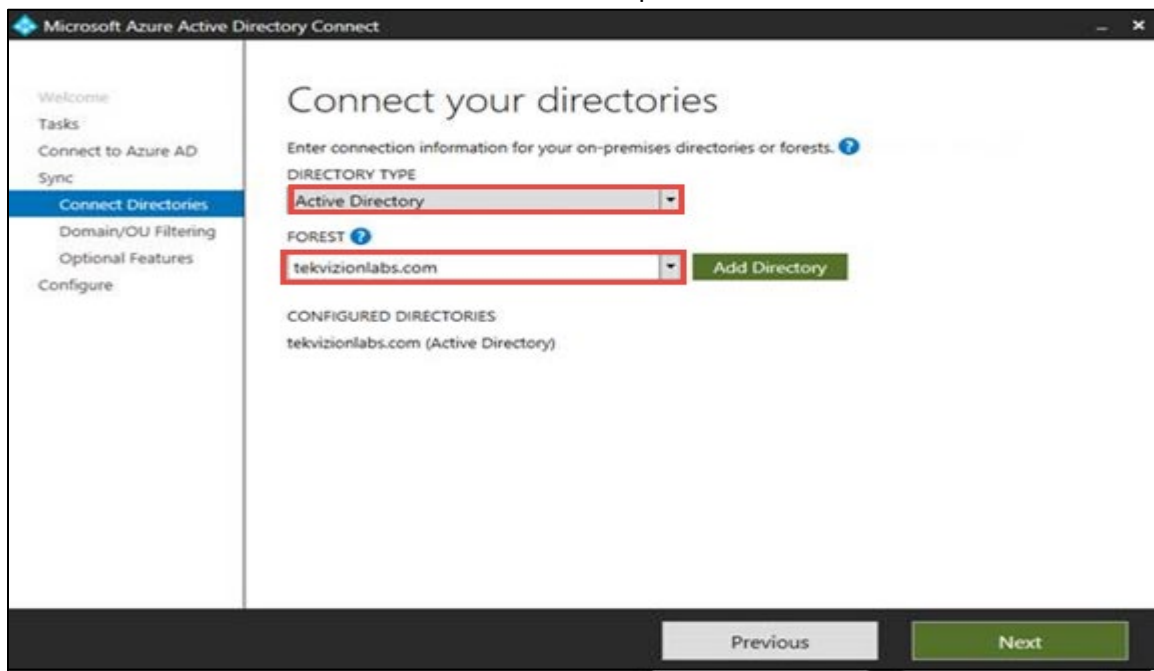 Microsoft Azure Active Directory Connect
Welcome
Tasks
Connect to Azure AD
Sync
Connect Directories
Domain/OU Filtering
Optional Features
Configure
Connect your directories
Enter connection information for your on-premises directories or forests. ?
DIRECTORY TYPE
Active Directory
FOREST ?
tekvizionlabs.com
Add Directory
CONFIGURED DIRECTORIES
tekvizionlabs.com (Active Directory)
Previous
Next